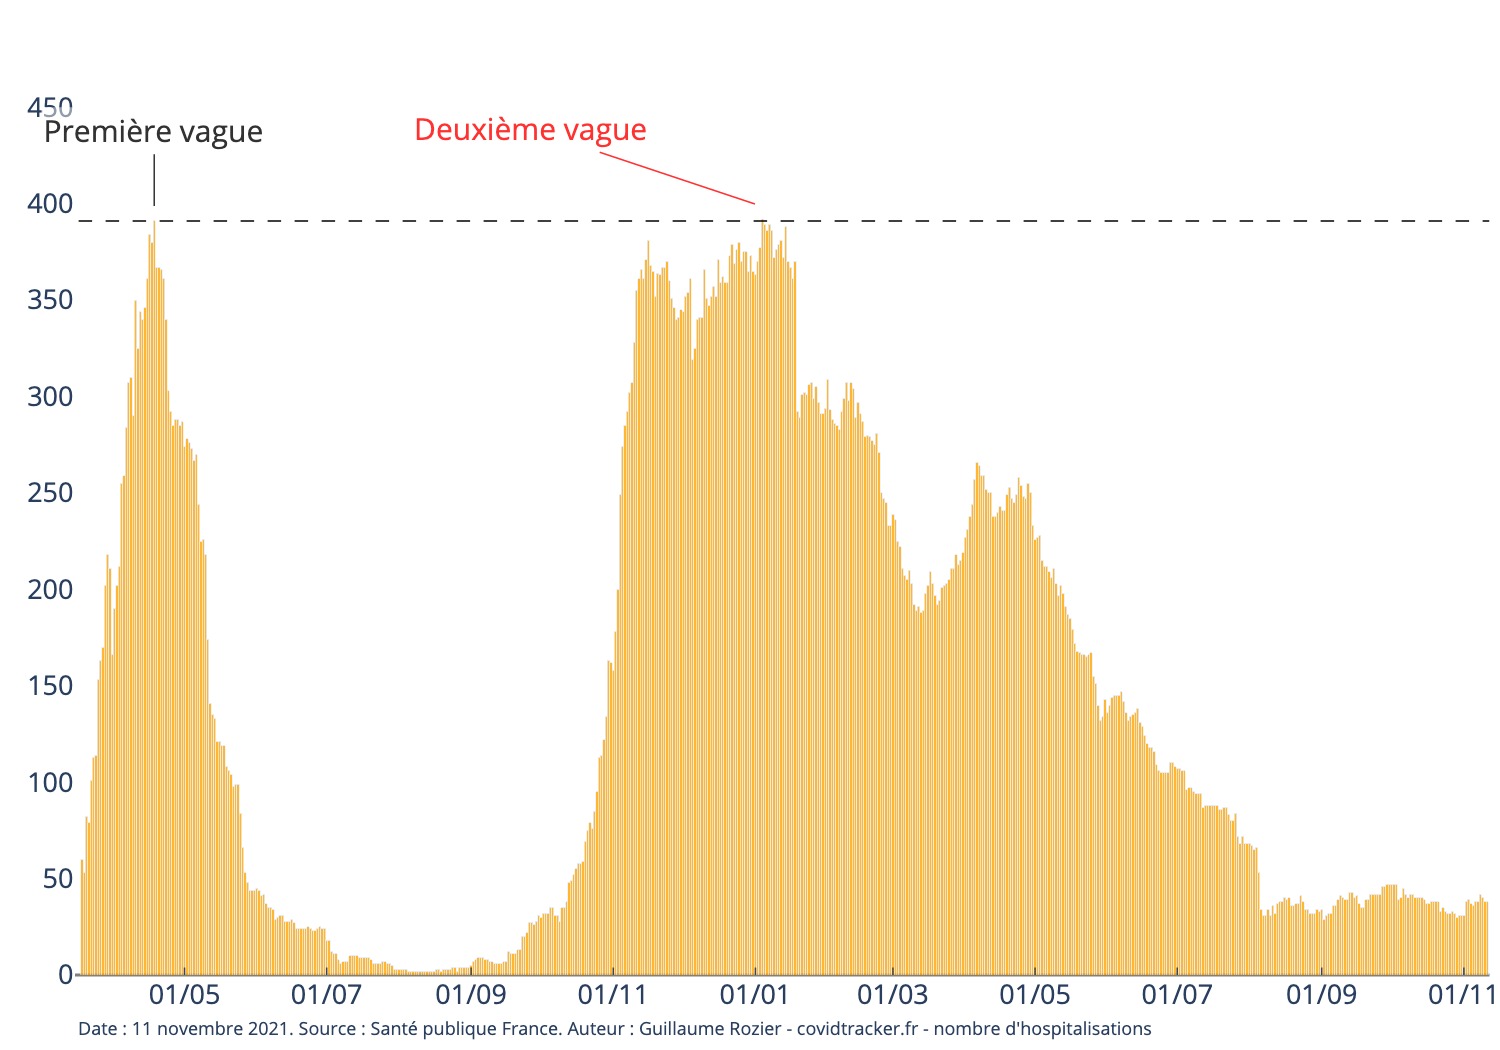 450
Première vague
Deuxième vague
400
350
300
250
200
150
100
50
0
01/05 01/07 01/09 01/11 01/01 01/03 01/05 01/07 01/09 01/11
Date : 11 novembre 2021. Source : Santé publique France. Auteur : Guillaume Rozier - covidtracker.fr - nombre d'hospitalisations